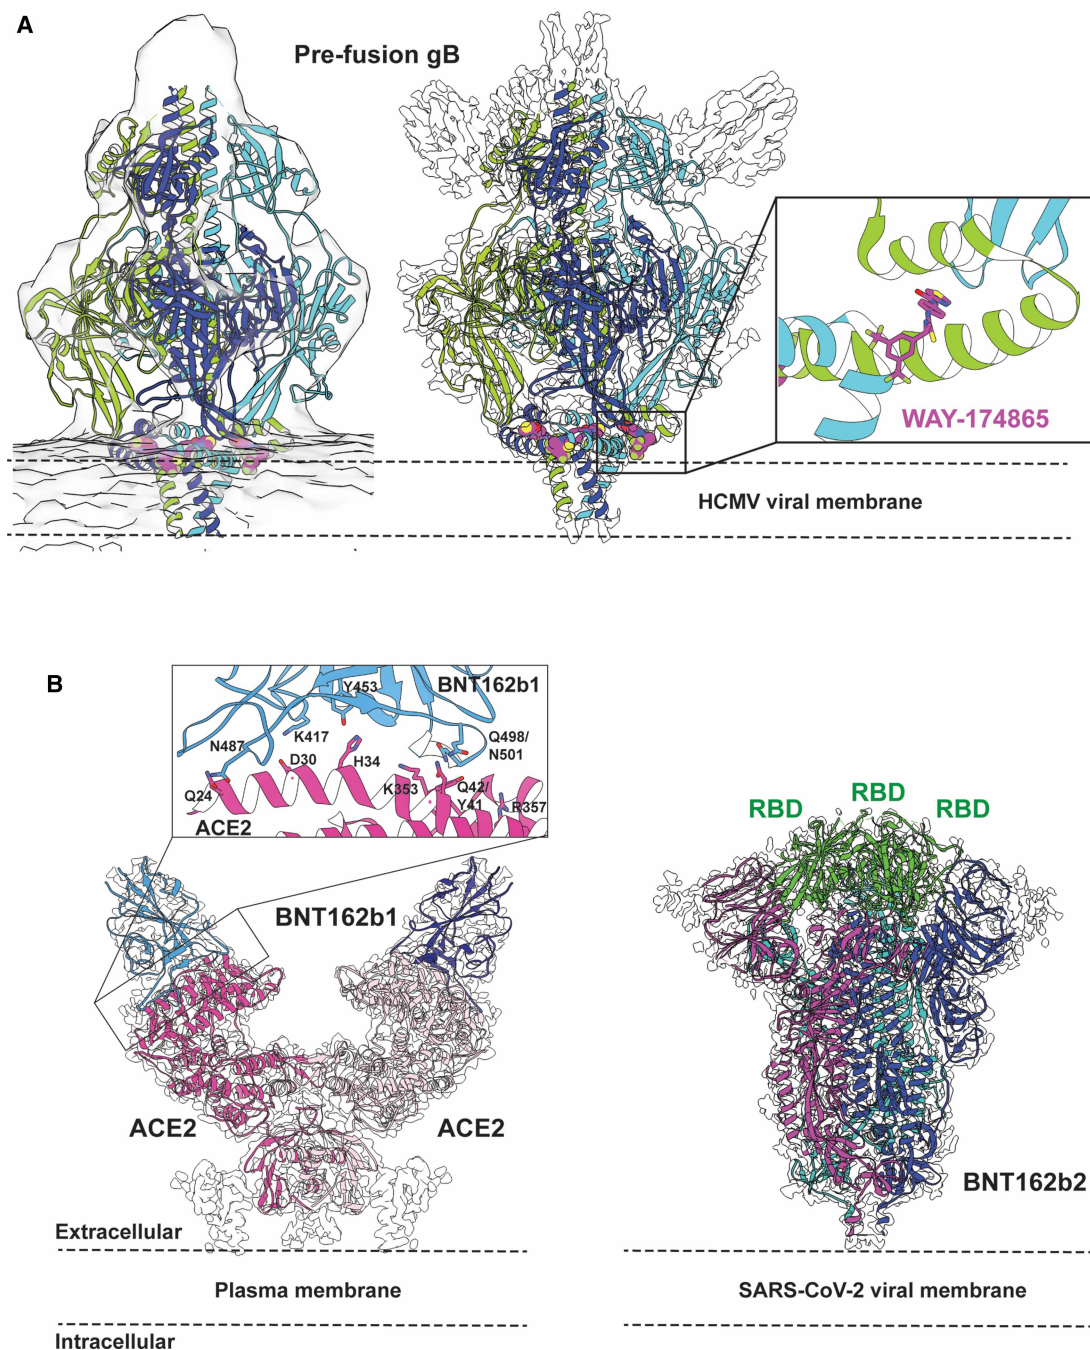 A
Pre-fusion gB
WAY-174865
HCMV viral membrane
B
BNT162b1
Y453
K417
N487
Q498/
N501
D30
H34
Q24
K353
Q42/
Y41
R357
ACE2
BNT162b1
ACE2
ACE2
Extracellular
Plasma membrane
Intracellular
RBD
RBD
RBD
BNT162b2
SARS-CoV-2 viral membrane